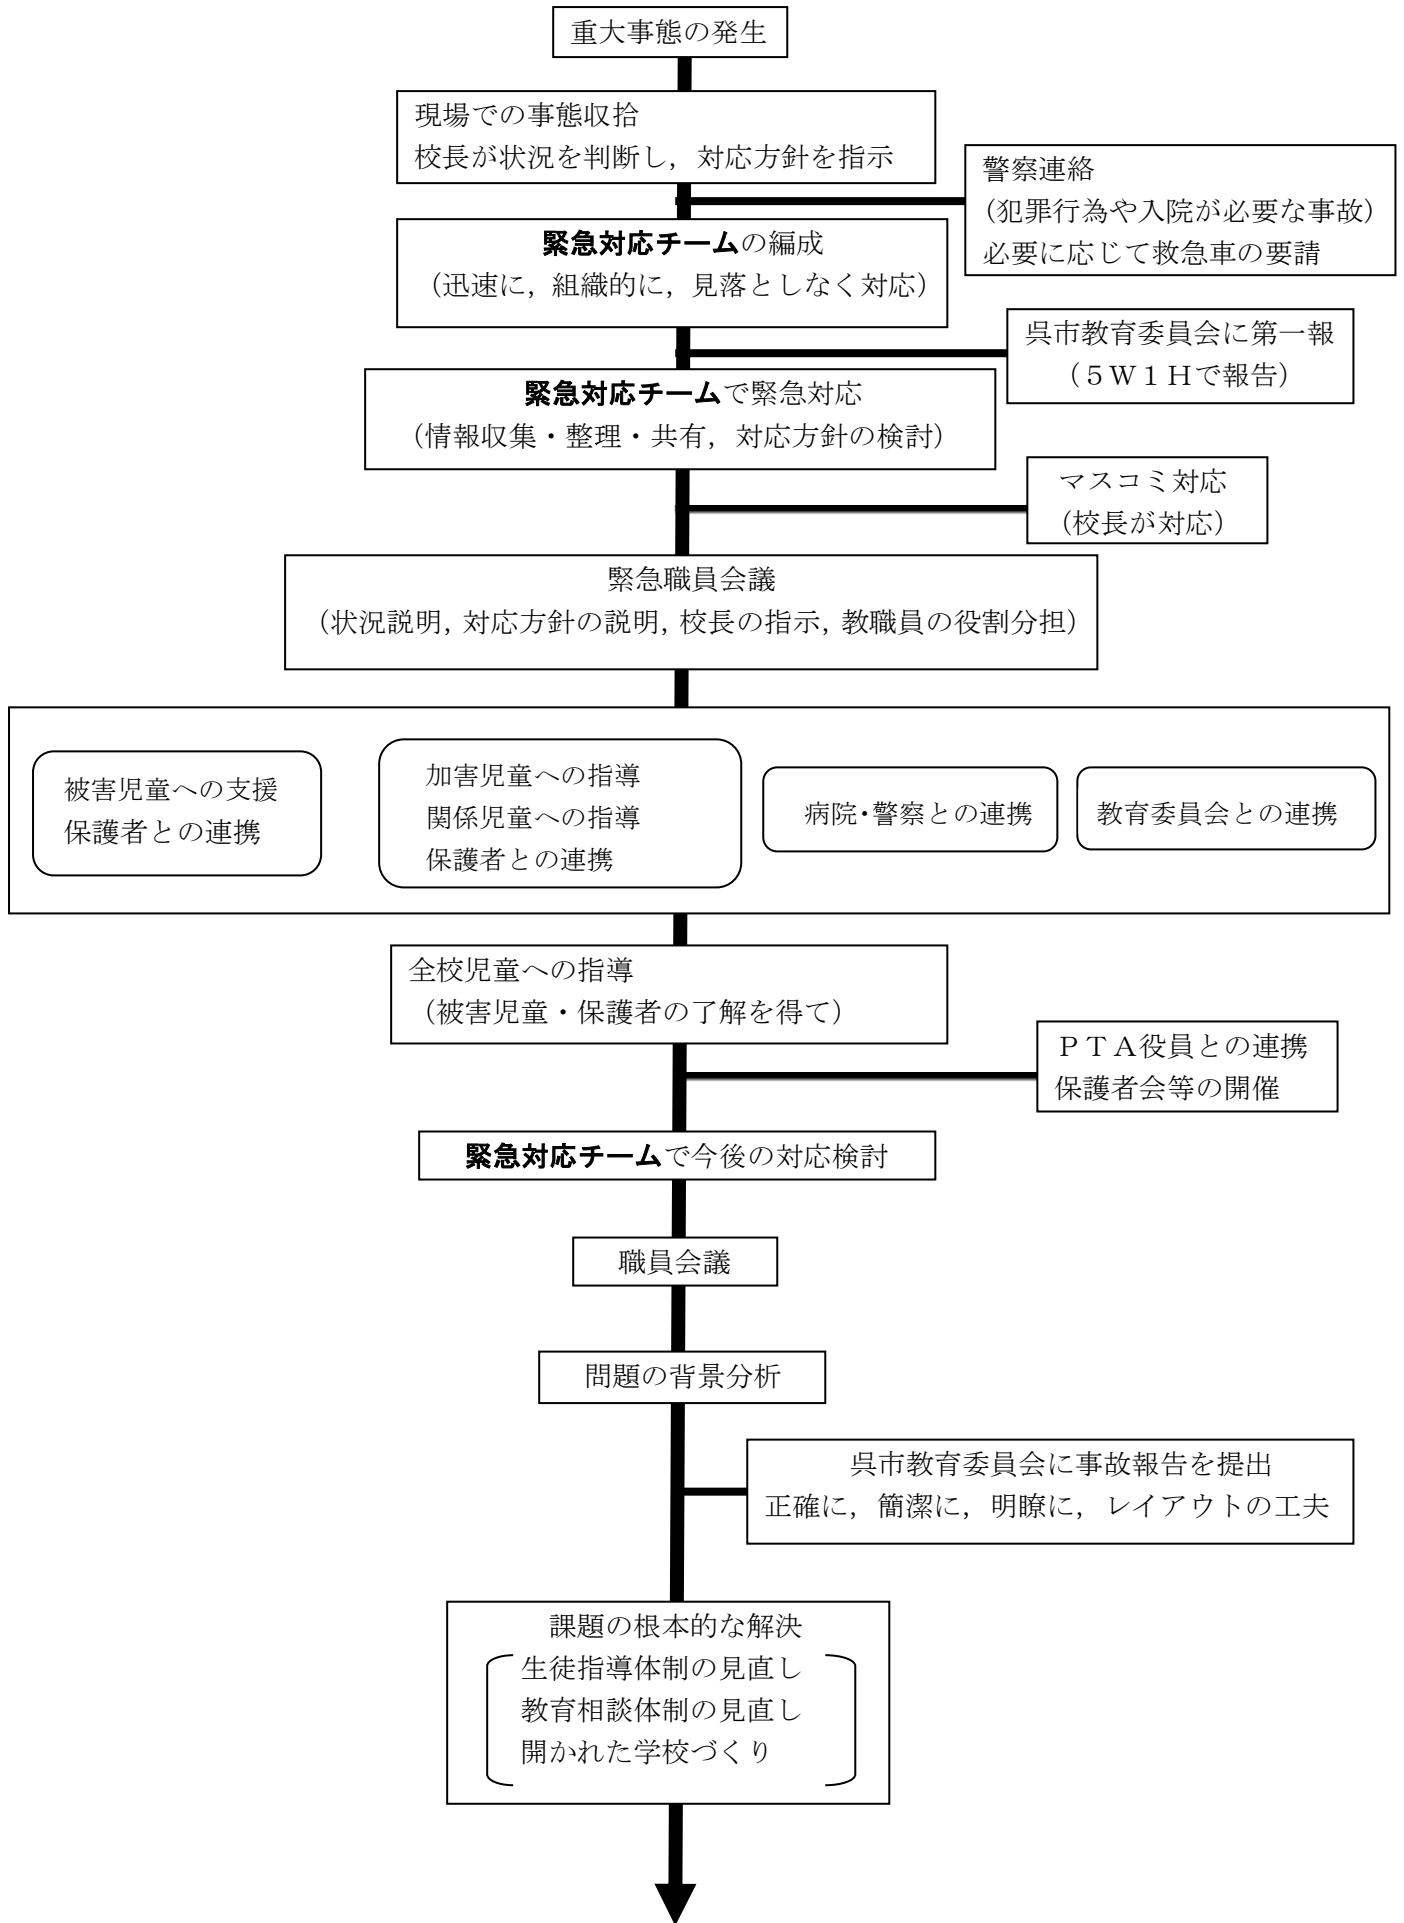 重大事態の発生
現場での事態収拾
校長が状況を判断し，対応方針を指示
警察連絡
（犯罪行為や入院が必要な事故）
必要に応じて救急車の要請
緊急対応チームの編成
（迅速に，組織的に，見落としなく対応）
呉市教育委員会に第一報
（５Ｗ１Ｈで報告）
緊急対応チームで緊急対応
（情報収集・整理・共有，対応方針の検討）
マスコミ対応
（校長が対応）
緊急職員会議
（状況説明，対応方針の説明，校長の指示，教職員の役割分担）
被害児童への支援
保護者との連携
加害児童への指導
関係児童への指導
保護者との連携
病院・警察との連携
教育委員会との連携
全校児童への指導
（被害児童・保護者の了解を得て）
ＰＴＡ役員との連携
保護者会等の開催
緊急対応チームで今後の対応検討
職員会議
問題の背景分析
呉市教育委員会に事故報告を提出
正確に，簡潔に，明瞭に，レイアウトの工夫
課題の根本的な解決
生徒指導体制の見直し
教育相談体制の見直し
開かれた学校づくり